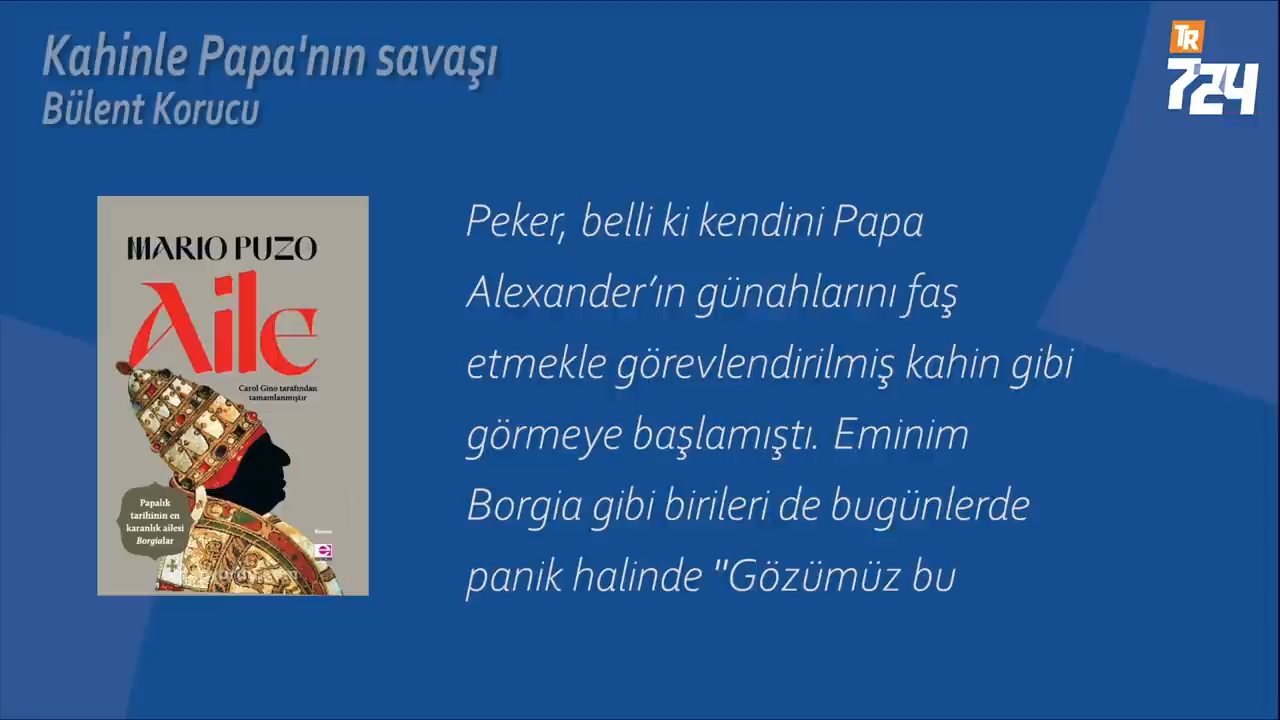 Kahinle Papa'nın savaşı
Bülent Korucu
TR
724
MARIO PUZO
Aile
Carol Gino tarafından
tamamlanmıştır
Papalık
tarihinin en
karanlık ailesi
Borgialar
Peker, belli ki kendini Papa
Alexander’ın günahlarını faş
etmekle görevlendirilmiş kahin gibi
görmeye başlamıştı. Eminim
Borgia gibi birileri de bugünlerde
panik halinde "Gözümüz bu